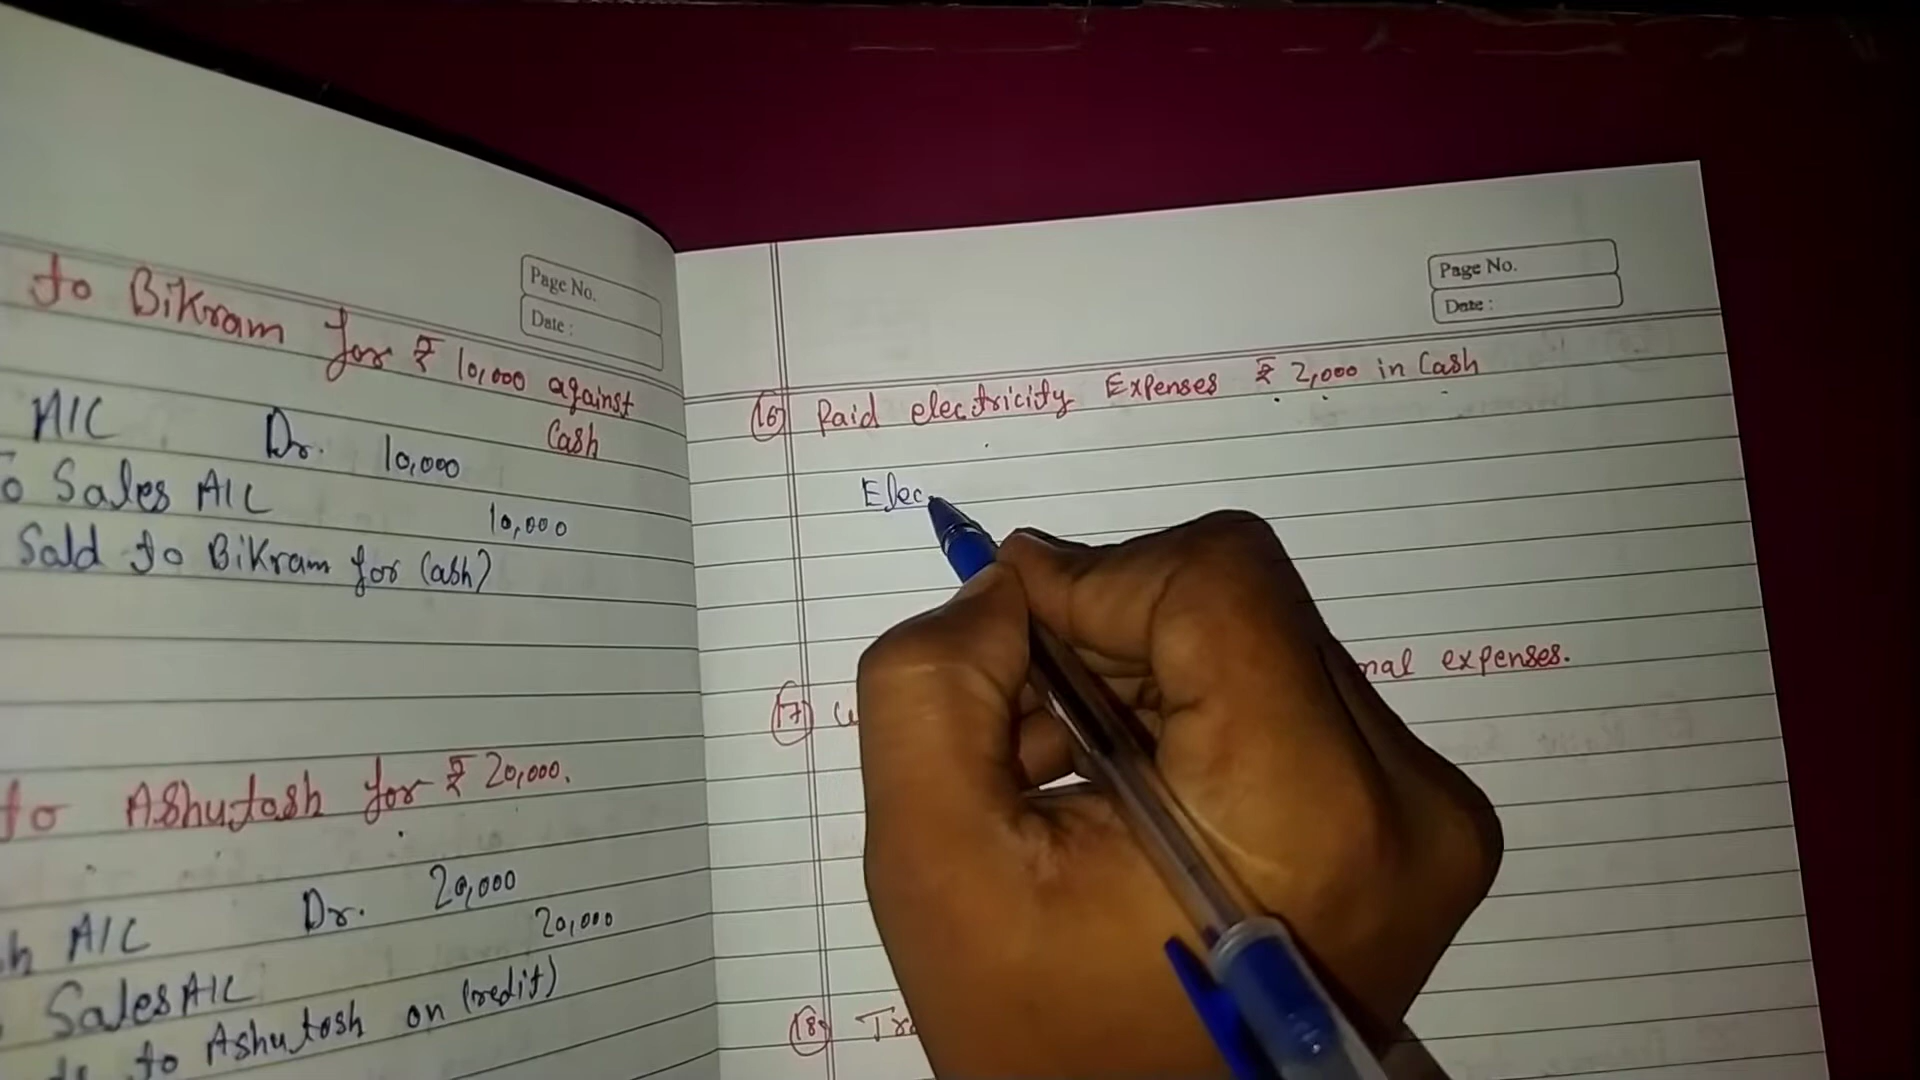 Page No.
Date :
to Bikram for ₹ 10,000 against
Cash
A/C Dr. 10,000
To Sales A/C 10,000
Sold to Bikram for Cash)
to Ashutosh for ₹ 20,000.
A/C Dr. 20,000
20,000
Sales A/C
to Ashutosh on Credit)
Page No.
Date :
(16) Paid electricity Expenses ₹ 2,000 in Cash
Elec
(17) expenses.
(18)